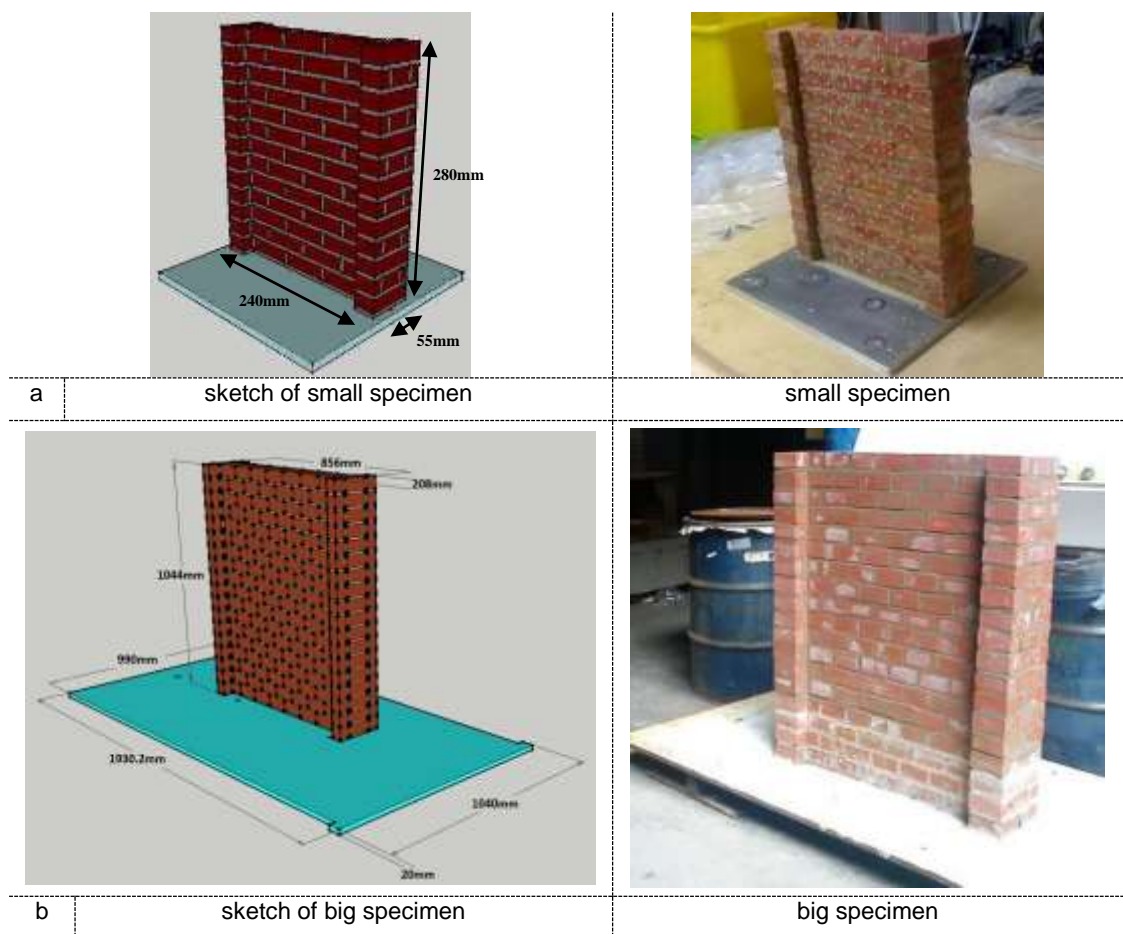 280mm
240mm
55mm
a sketch of small specimen small specimen
856mm
208mm
1044mm
990mm
1930.2mm
1040mm
20mm
b sketch of big specimen big specimen